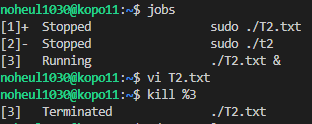 noheul1030@kopo11:~$ jobs
[1]+  Stopped                 sudo ./T2.txt
[2]-  Stopped                 sudo ./t2
[3]   Running                 ./T2.txt &
noheul1030@kopo11:~$ vi T2.txt
noheul1030@kopo11:~$ kill %3
[3]   Terminated              ./T2.txt